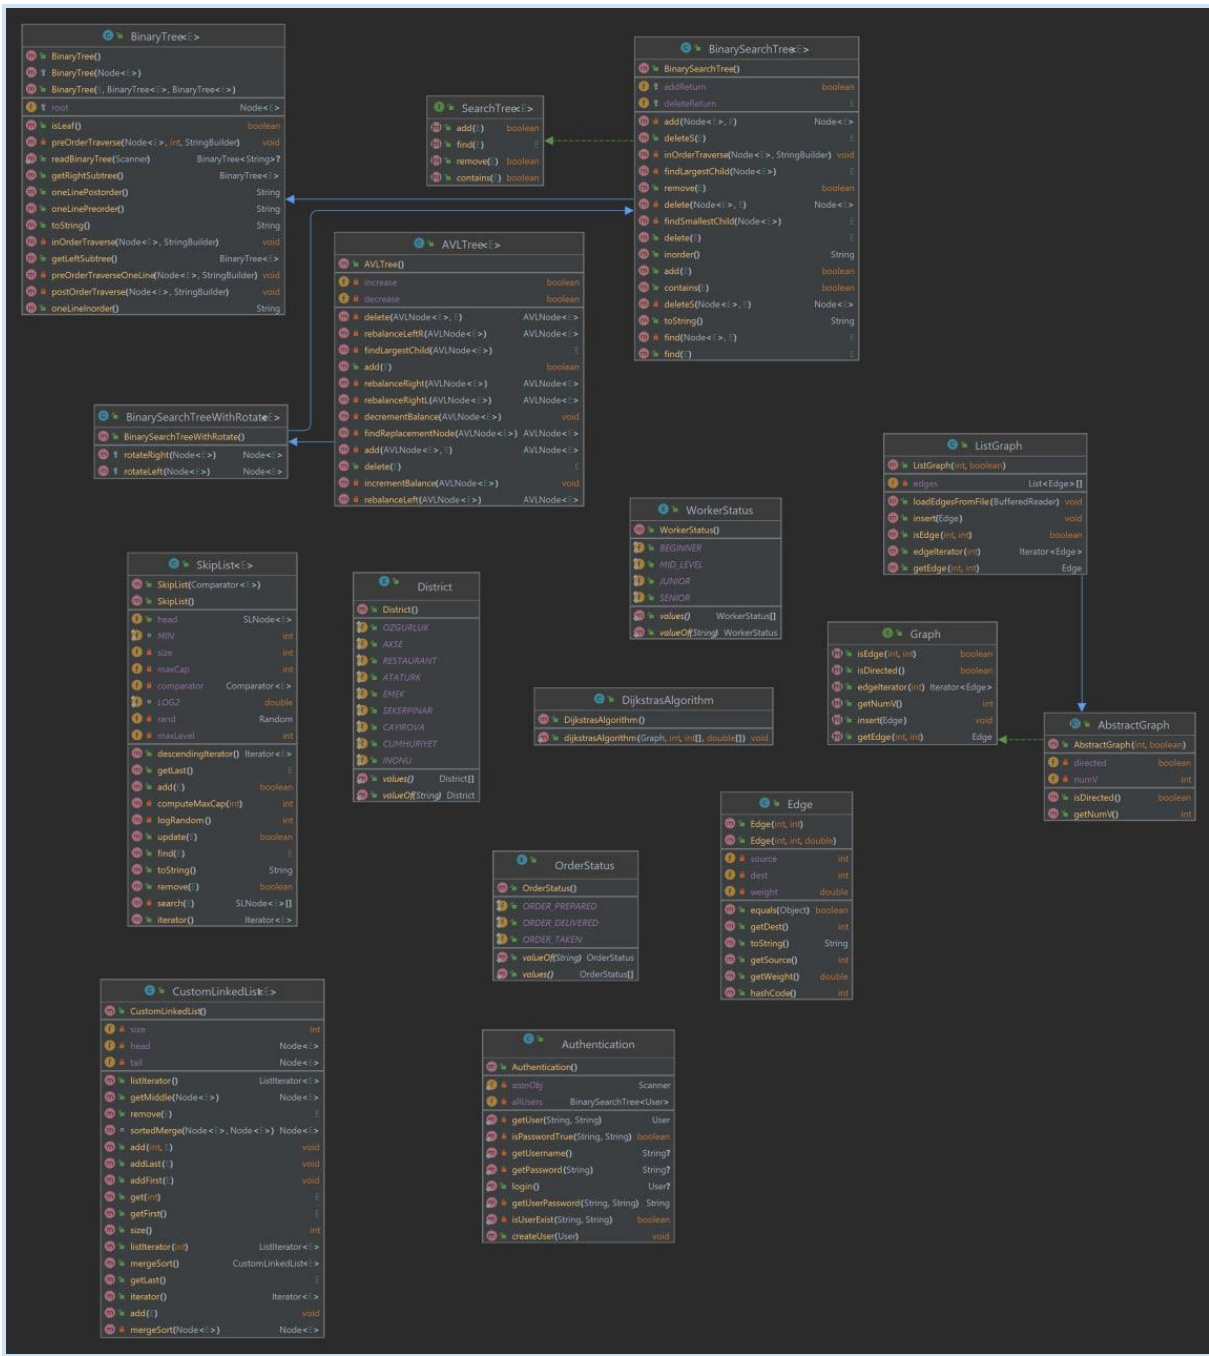 BinaryTree<E>
BinaryTree()
BinaryTree(Node<E>)
BinaryTree(E, BinaryTree<E>, BinaryTree<E>)
root Node<E>
isLeaf() boolean
preOrderTraverse(Node<E>, int, StringBuilder) void
readBinaryTree(Scanner) BinaryTree<String>?
getRightSubtree() BinaryTree<E>
oneLinePostorder() String
oneLinePreorder() String
toString() String
inOrderTraverse(Node<E>, StringBuilder) void
getLeftSubtree() BinaryTree<E>
preOrderTraverseOneLine(Node<E>, StringBuilder) void
postOrderTraverse(Node<E>, StringBuilder) void
oneLineInorder() String
SearchTree<E>
add(E) boolean
find(E) E
remove(E) boolean
contains(E) boolean
BinarySearchTree<E>
BinarySearchTree()
addReturn boolean
deleteReturn E
add(Node<E>, E) Node<E>
deleteS(E) E
inOrderTraverse(Node<E>, StringBuilder) void
findLargestChild(Node<E>) E
remove(E) boolean
delete(Node<E>, E) Node<E>
findSmallestChild(Node<E>) E
delete(E) E
inorder() String
add(E) boolean
contains(E) boolean
deleteS(Node<E>, E) Node<E>
toString() String
find(Node<E>, E) E
find(E) E
AVLTree<E>
AVLTree()
increase boolean
decrease boolean
delete(AVLNode<E>, E) AVLNode<E>
rebalanceLeftR(AVLNode<E>) AVLNode<E>
findLargestChild(AVLNode<E>) E
add(E) boolean
rebalanceRight(AVLNode<E>) AVLNode<E>
rebalanceRightL(AVLNode<E>) AVLNode<E>
decrementBalance(AVLNode<E>) void
findReplacementNode(AVLNode<E>) AVLNode<E>
add(AVLNode<E>, E) AVLNode<E>
delete(E) E
incrementBalance(AVLNode<E>) void
rebalanceLeft(AVLNode<E>) AVLNode<E>
BinarySearchTreeWithRotate<E>
BinarySearchTreeWithRotate()
rotateRight(Node<E>) Node<E>
rotateLeft(Node<E>) Node<E>
ListGraph
ListGraph(int, boolean)
edges List<Edge>[]
loadEdgesFromFile(BufferedReader) void
insert(Edge) void
isEdge(int, int) boolean
edgeIterator(int) Iterator<Edge>
getEdge(int, int) Edge
WorkerStatus
WorkerStatus()
BEGINNER
MID_LEVEL
JUNIOR
SENIOR
values() WorkerStatus[]
valueOf(String) WorkerStatus
SkipList<E>
SkipList(Comparator<E>)
SkipList()
head SLNode<E>
MIN int
size int
maxCap int
comparator Comparator<E>
LOG2 double
rand Random
maxLevel int
descendingIterator() Iterator<E>
getLast() E
add(E) boolean
computeMaxCap(int) int
logRandom() int
update(E) boolean
find(E) E
toString() String
remove(E) boolean
search(E) SLNode<E>[]
iterator() Iterator<E>
District
District()
OZGURLUK
AKSE
RESTAURANT
ATATURK
EMEK
SEKERPINAR
CAYIROVA
CUMHURIYET
INONU
values() District[]
valueOf(String) District
Graph
isEdge(int, int) boolean
isDirected() boolean
edgeIterator(int) Iterator<Edge>
getNumV() int
insert(Edge) void
getEdge(int, int) Edge
DijkstrasAlgorithm
DijkstrasAlgorithm()
dijkstrasAlgorithm(Graph, int, int[], double[]) void
AbstractGraph
AbstractGraph(int, boolean)
directed boolean
numV int
isDirected() boolean
getNumV() int
Edge
Edge(int, int)
Edge(int, int, double)
source int
dest int
weight double
equals(Object) boolean
getDest() int
toString() String
getSource() int
getWeight() double
hashCode() int
OrderStatus
OrderStatus()
ORDER_PREPARED
ORDER_DELIVERED
ORDER_TAKEN
valueOf(String) OrderStatus
values() OrderStatus[]
CustomLinkedList<E>
CustomLinkedList()
size int
head Node<E>
tail Node<E>
listIterator() ListIterator<E>
getMiddle(Node<E>) Node<E>
remove(E) E
sortedMerge(Node<E>, Node<E>) Node<E>
add(int, E) void
addLast(E) void
addFirst(E) void
get(int) E
getFirst() E
size() int
listIterator(int) ListIterator<E>
mergeSort() CustomLinkedList<E>
getLast() E
iterator() Iterator<E>
add(E) void
mergeSort(Node<E>) Node<E>
Authentication
Authentication()
scanObj Scanner
allUsers BinarySearchTree<User>
getUser(String, String) User
isPasswordTrue(String, String) boolean
getUsername() String?
getPassword(String) String?
login() User?
getUserPassword(String, String) String
isUserExist(String, String) boolean
createUser(User) void